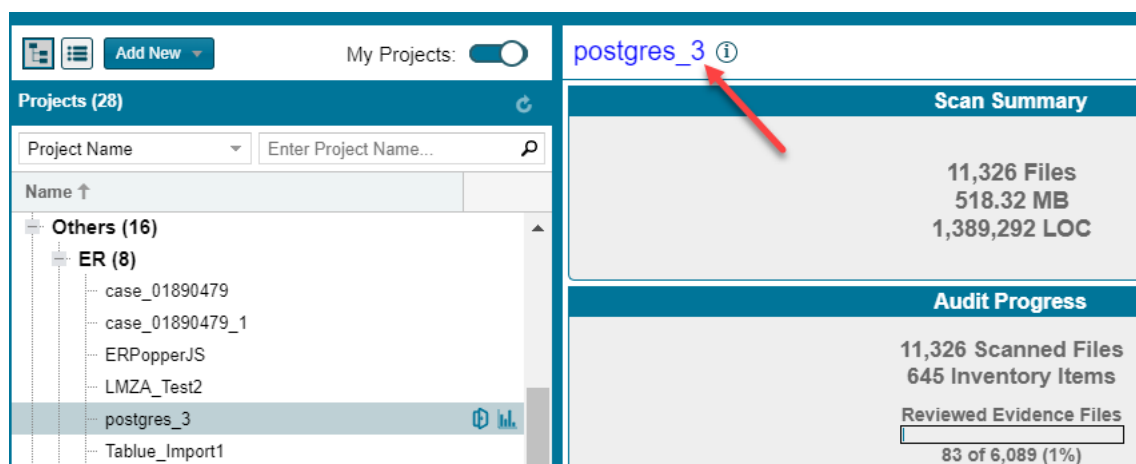 Add New
My Projects:
postgres_3
Projects (28)
Project Name
Enter Project Name...
Name ↑
Others (16)
ER (8)
case_01890479
case_01890479_1
ERPopperJS
LMZA_Test2
postgres_3
Tablue_Import1
Scan Summary
11,326 Files
518.32 MB
1,389,292 LOC
Audit Progress
11,326 Scanned Files
645 Inventory Items
Reviewed Evidence Files
83 of 6,089 (1%)